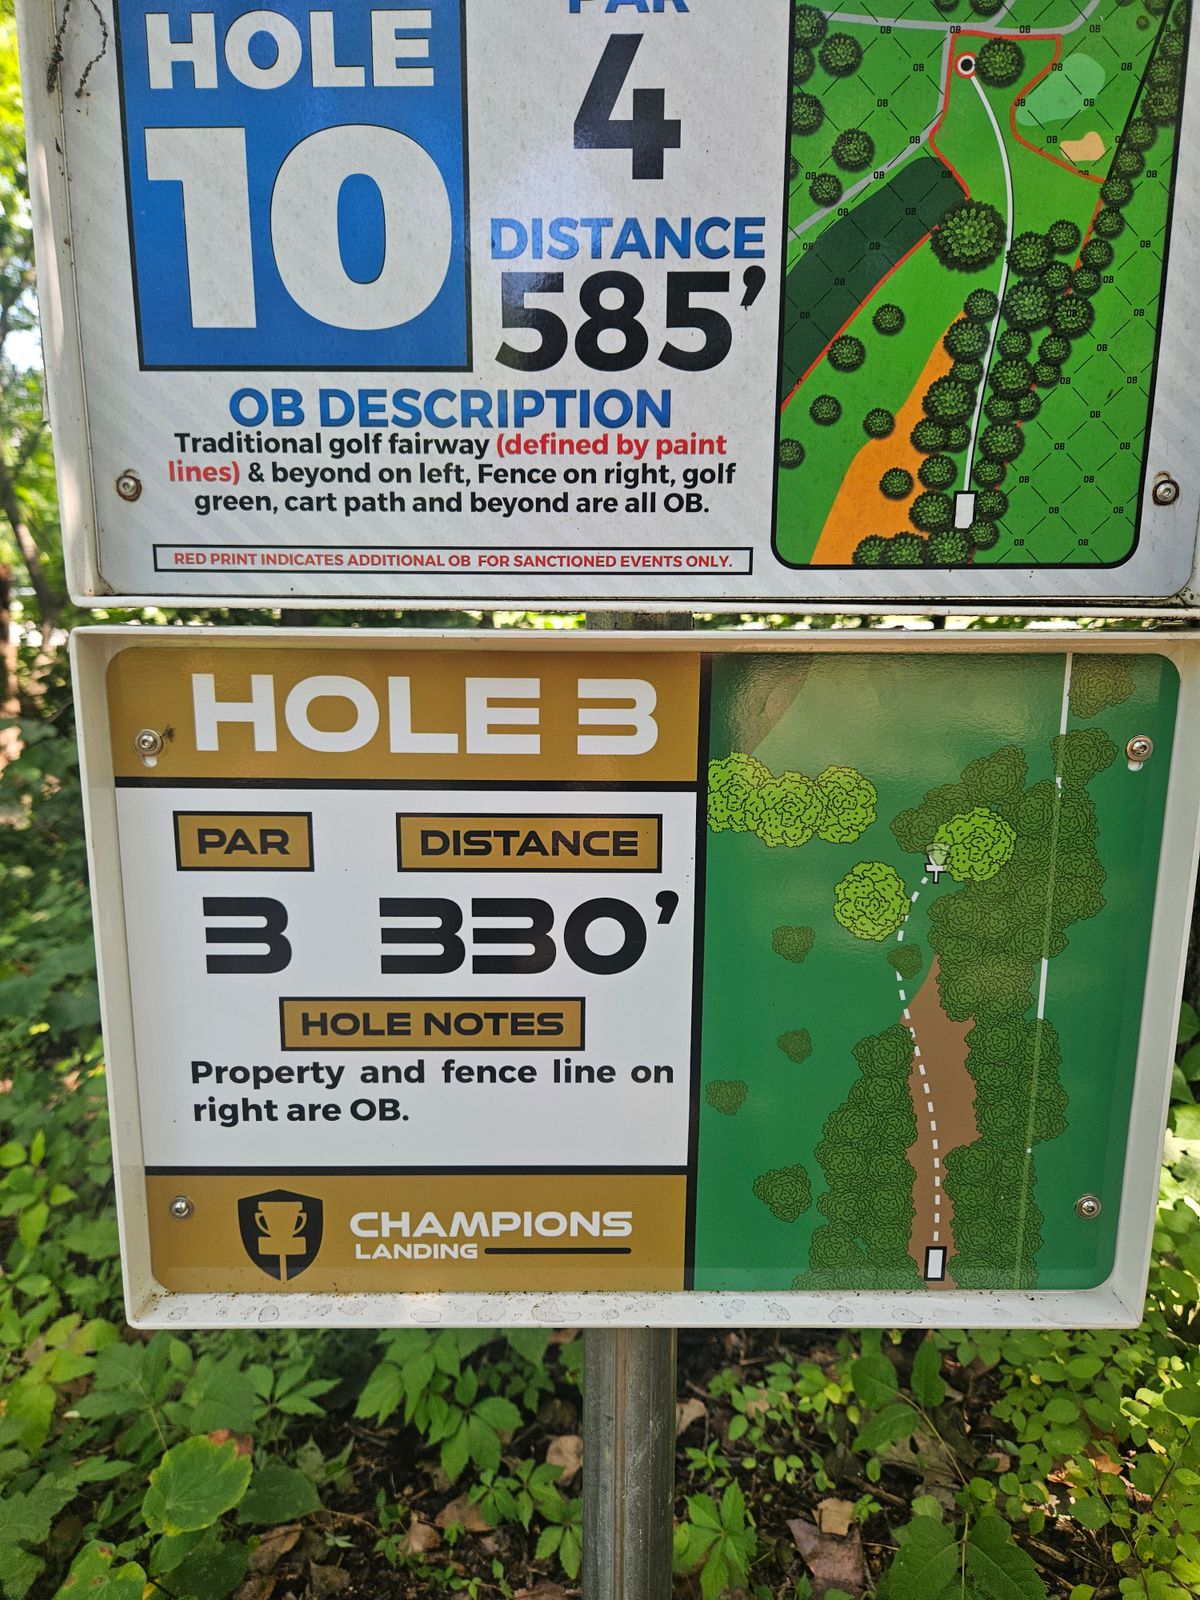 HOLE
10
PAR
4
DISTANCE
585’
OB DESCRIPTION
Traditional golf fairway (defined by paint
lines) & beyond on left, Fence on right, golf
green, cart path and beyond are all OB.
RED PRINT INDICATES ADDITIONAL OB FOR SANCTIONED EVENTS ONLY.
HOLE 3
PAR
DISTANCE
3 330’
HOLE NOTES
Property and fence line on
right are OB.
CHAMPIONS
LANDING